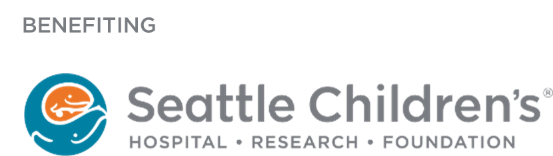 BENEFITING
Seattle Children's®
HOSPITAL • RESEARCH • FOUNDATION